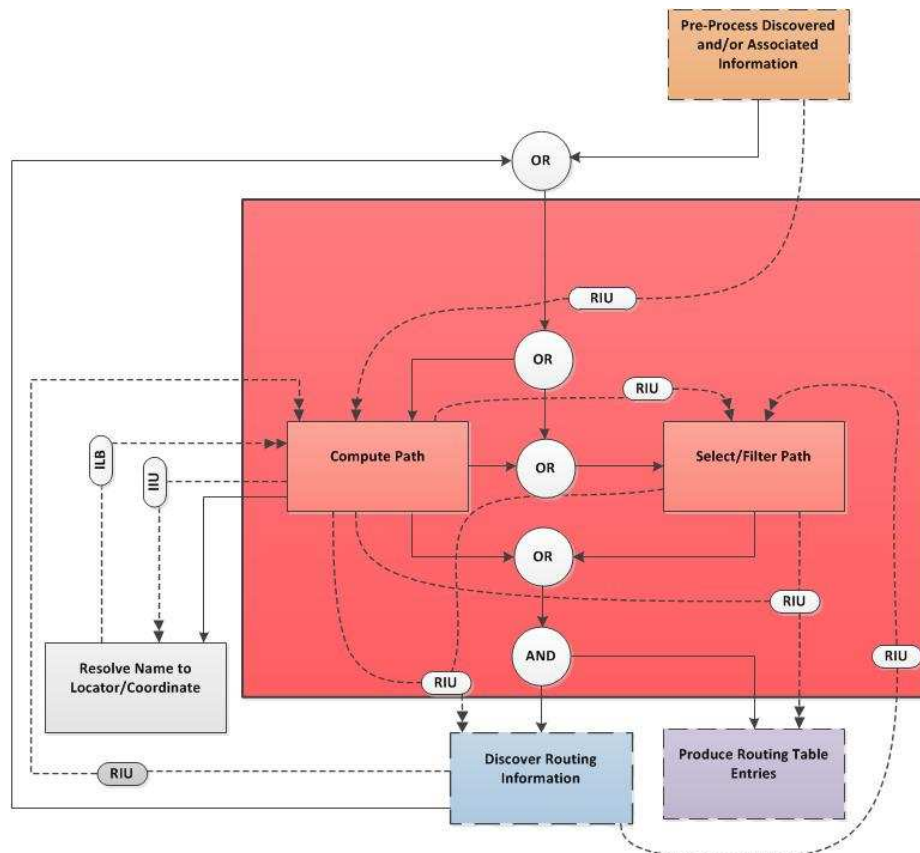 Pre-Process Discovered
and/or Associated
Information
OR
RIU
OR
RIU
ILB
IIU
Compute Path
OR
Select/Filter Path
OR
RIU
Resolve Name to
Locator/Coordinate
AND
RIU
RIU
Discover Routing
Information
Produce Routing Table
Entries
RIU